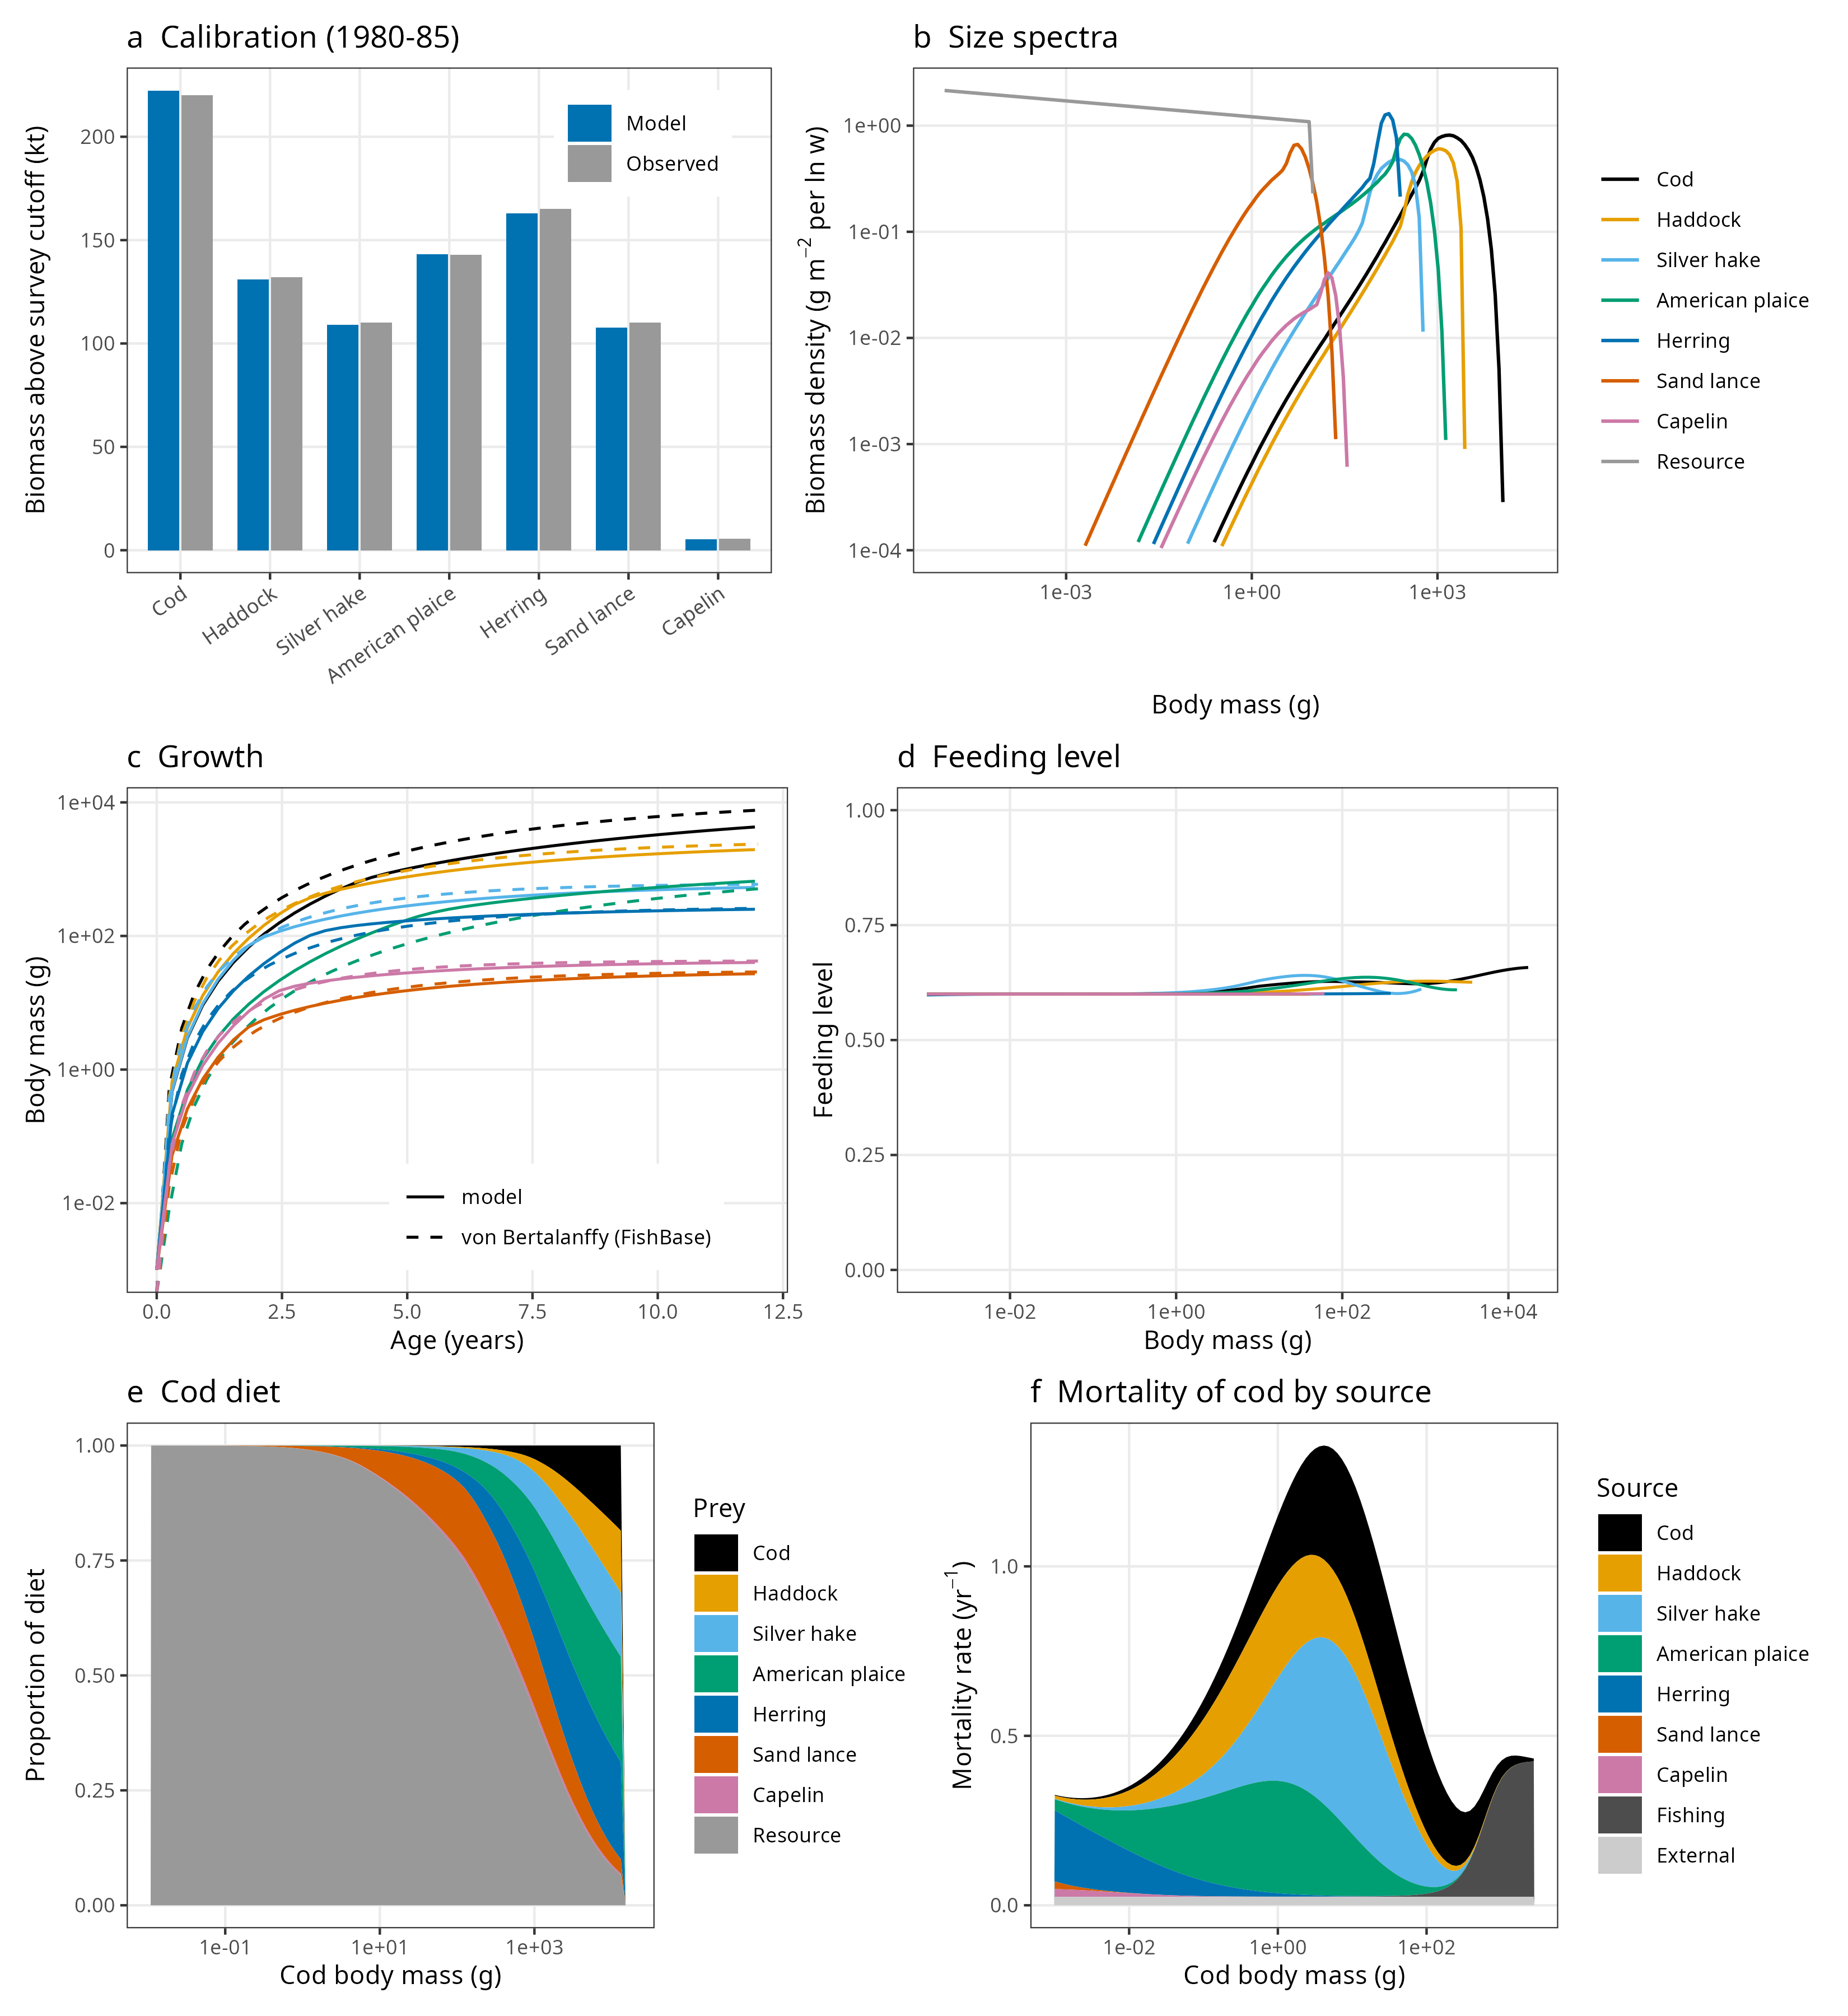 a Calibration (1980-85)
Biomass above survey cutoff (kt)
200
150
100
50
0
Model
Observed
Cod
Haddock
Silver hake
American plaice
Herring
Sand lance
Capelin
b Size spectra
Biomass density (g m−2 per ln w)
1e+00
1e-01
1e-02
1e-03
1e-04
1e-03
1e+00
1e+03
Body mass (g)
Cod
Haddock
Silver hake
American plaice
Herring
Sand lance
Capelin
Resource
c Growth
Body mass (g)
1e+04
1e+02
1e+00
1e-02
model
von Bertalanffy (FishBase)
0.0
2.5
5.0
7.5
10.0
12.5
Age (years)
d Feeding level
Feeding level
1.00
0.75
0.50
0.25
0.00
1e-02
1e+00
1e+02
1e+04
Body mass (g)
e Cod diet
Proportion of diet
1.00
0.75
0.50
0.25
0.00
1e-01
1e+01
1e+03
Cod body mass (g)
Prey
Cod
Haddock
Silver hake
American plaice
Herring
Sand lance
Capelin
Resource
f Mortality of cod by source
Mortality rate (yr−1)
1.0
0.5
0.0
1e-02
1e+00
1e+02
Cod body mass (g)
Source
Cod
Haddock
Silver hake
American plaice
Herring
Sand lance
Capelin
Fishing
External